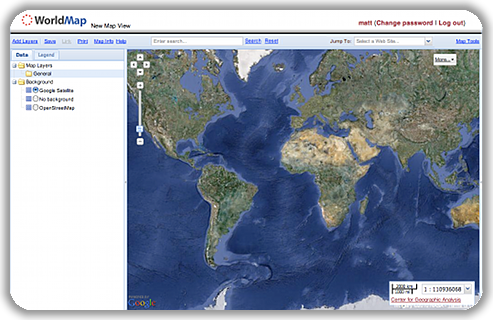 WorldMap New Map View
matt (Change password | Log out)
Add Layers Save Print Map Info Help
Enter search... Search Reset
Jump To: Select a Web Site... Map Tools
Data Legend
Map Layers
General
Background
Google Satellite
No background
OpenStreetMap
More...
1 : 110936068
Center for Geographic Analysis
Google